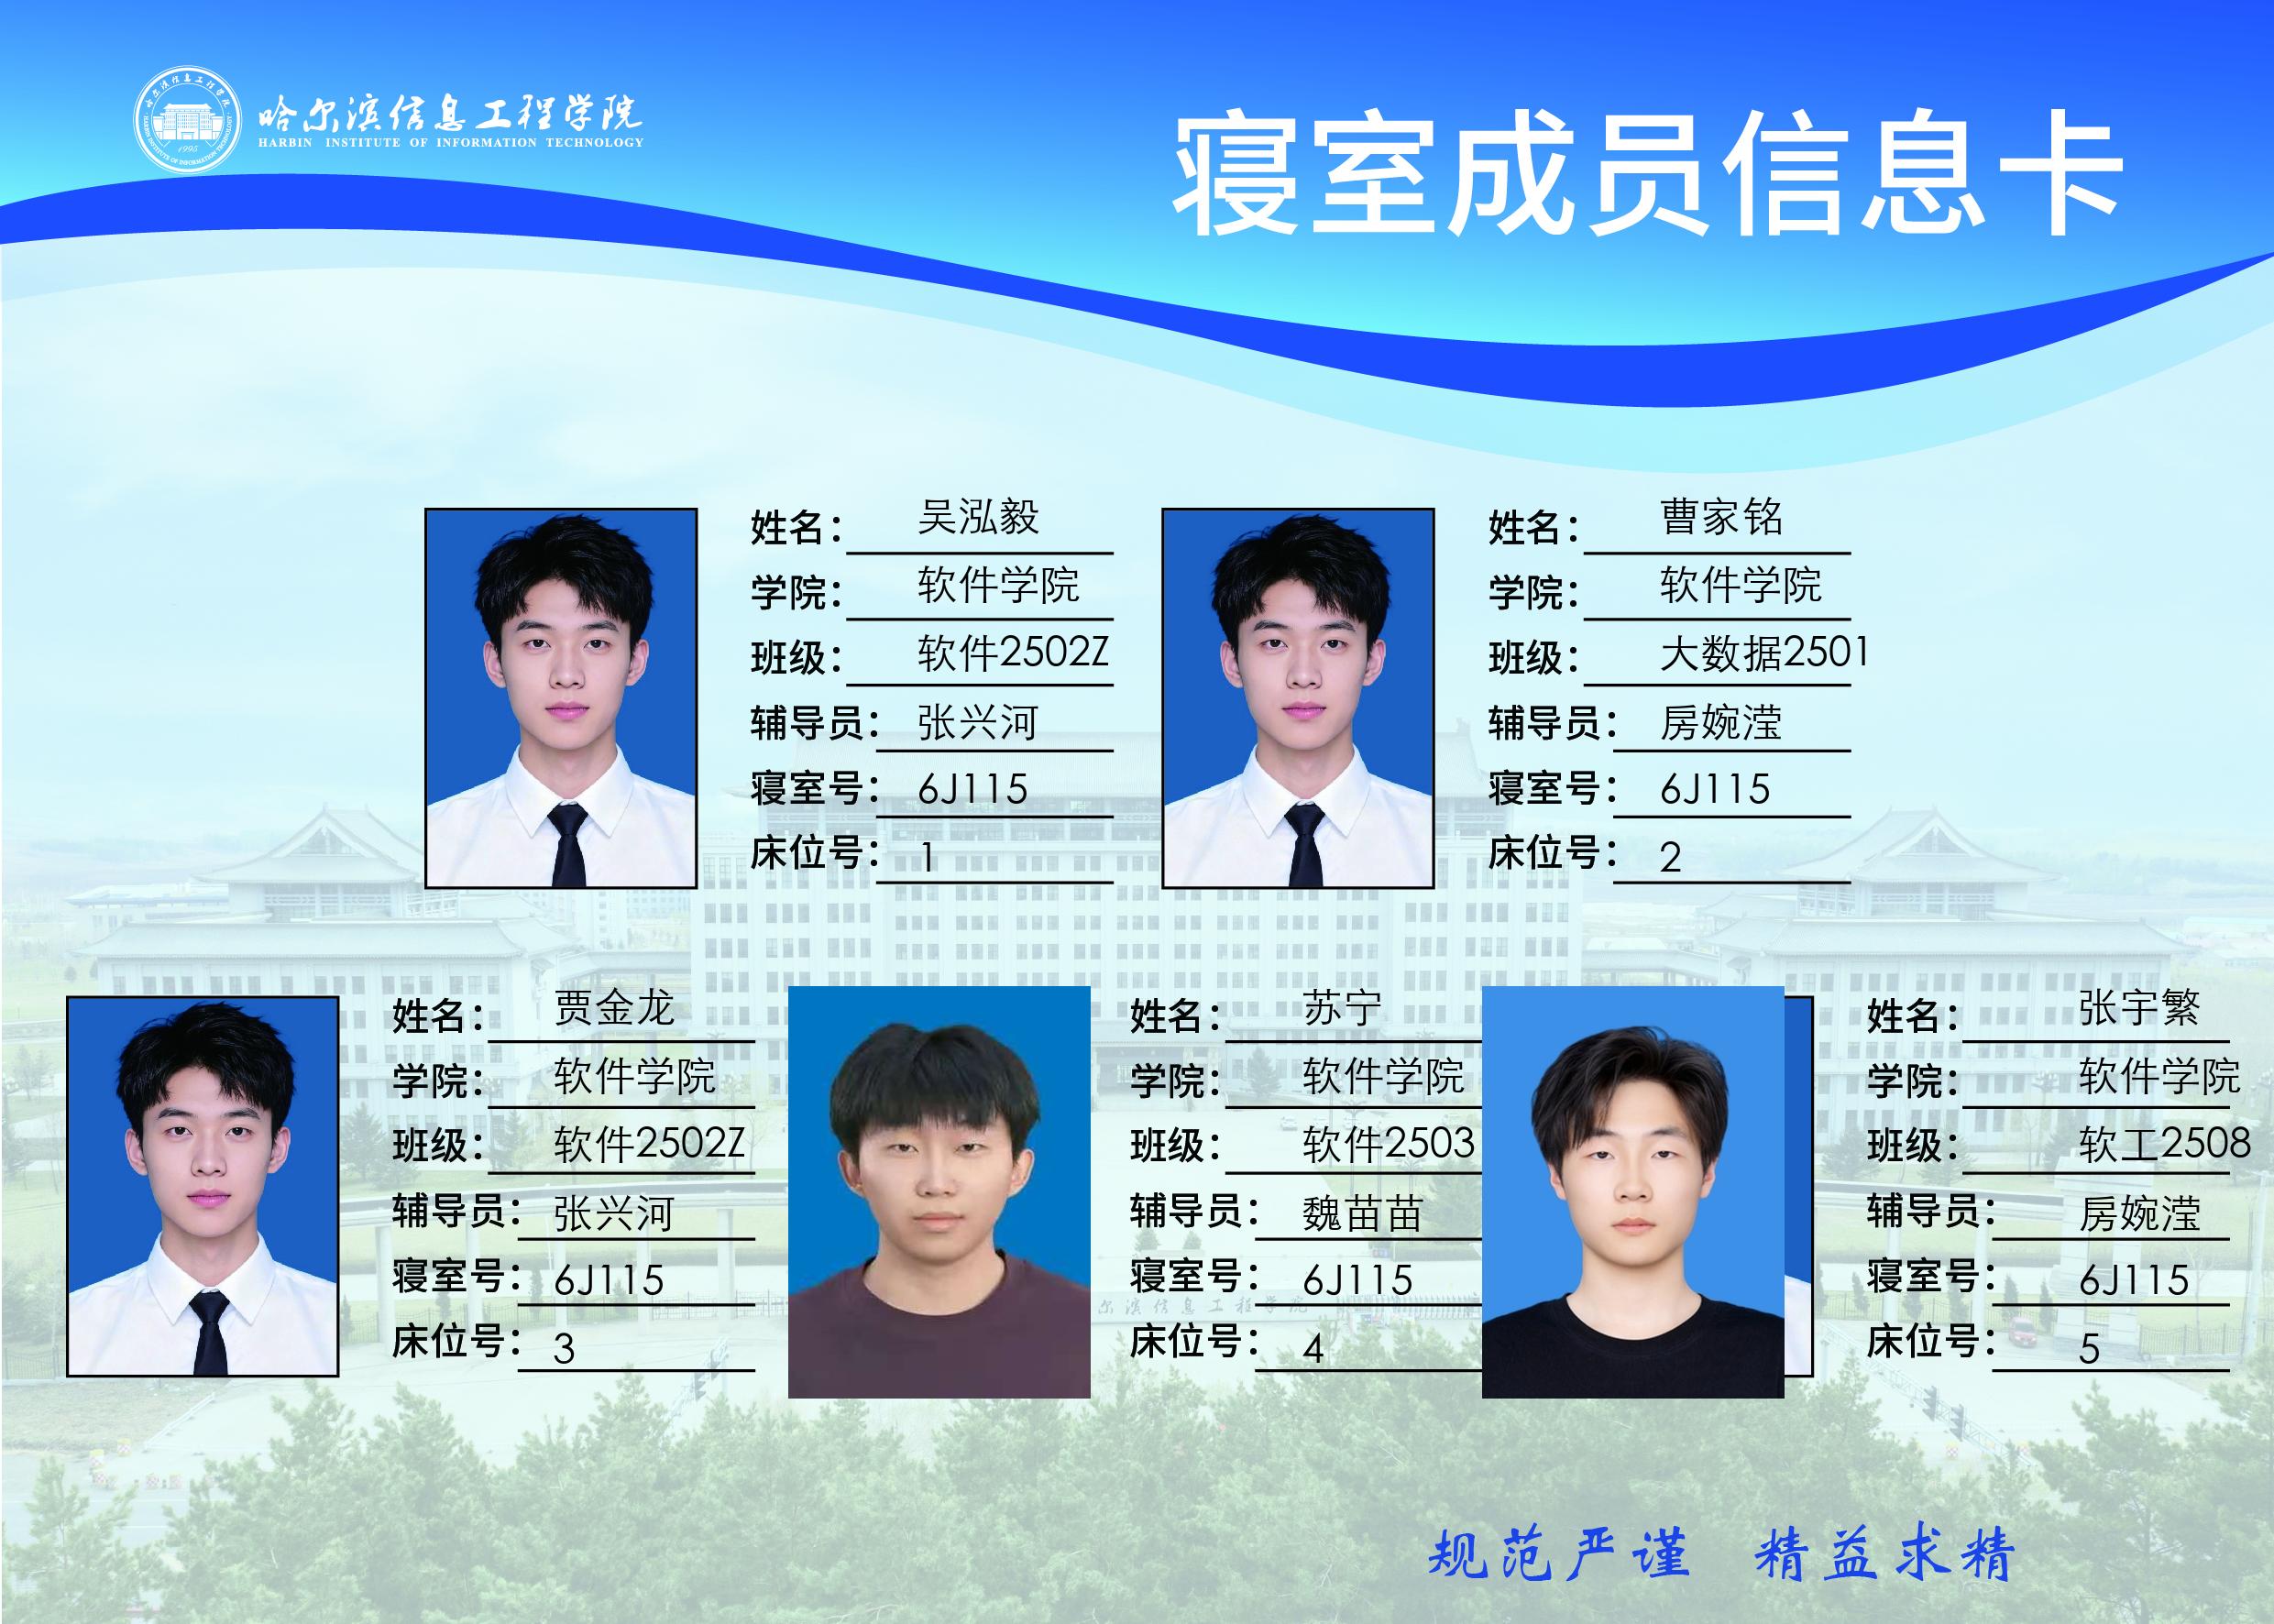 哈尔滨信息工程学院
HARBIN INSTITUTE OF INFORMATION TECHNOLOGY
1995
寝室成员信息卡
姓名：吴泓毅
学院：软件学院
班级：软件2502Z
辅导员：张兴河
寝室号：6J115
床位号：1
姓名：曹家铭
学院：软件学院
班级：大数据2501
辅导员：房婉滢
寝室号：6J115
床位号：2
姓名：贾金龙
学院：软件学院
班级：软件2502Z
辅导员：张兴河
寝室号：6J115
床位号：3
姓名：苏宁
学院：软件学院
班级：软件2503
辅导员：魏苗苗
寝室号：6J115
床位号：4
姓名：张宇繁
学院：软件学院
班级：软工2508
辅导员：房婉滢
寝室号：6J115
床位号：5
尔滨信息工程学院
规范严谨 精益求精